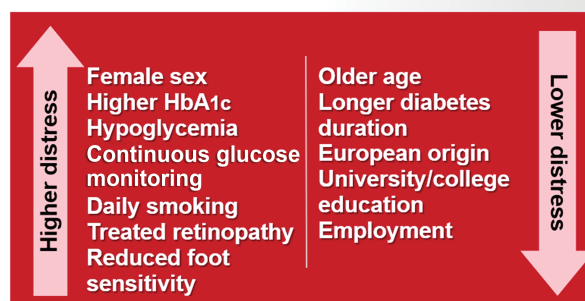 Higher distress
Female sex
Higher HbA1c
Hypoglycemia
Continuous glucose
monitoring
Daily smoking
Treated retinopathy
Reduced foot
sensitivity
Older age
Longer diabetes
duration
European origin
University/college
education
Employment
Lower distress